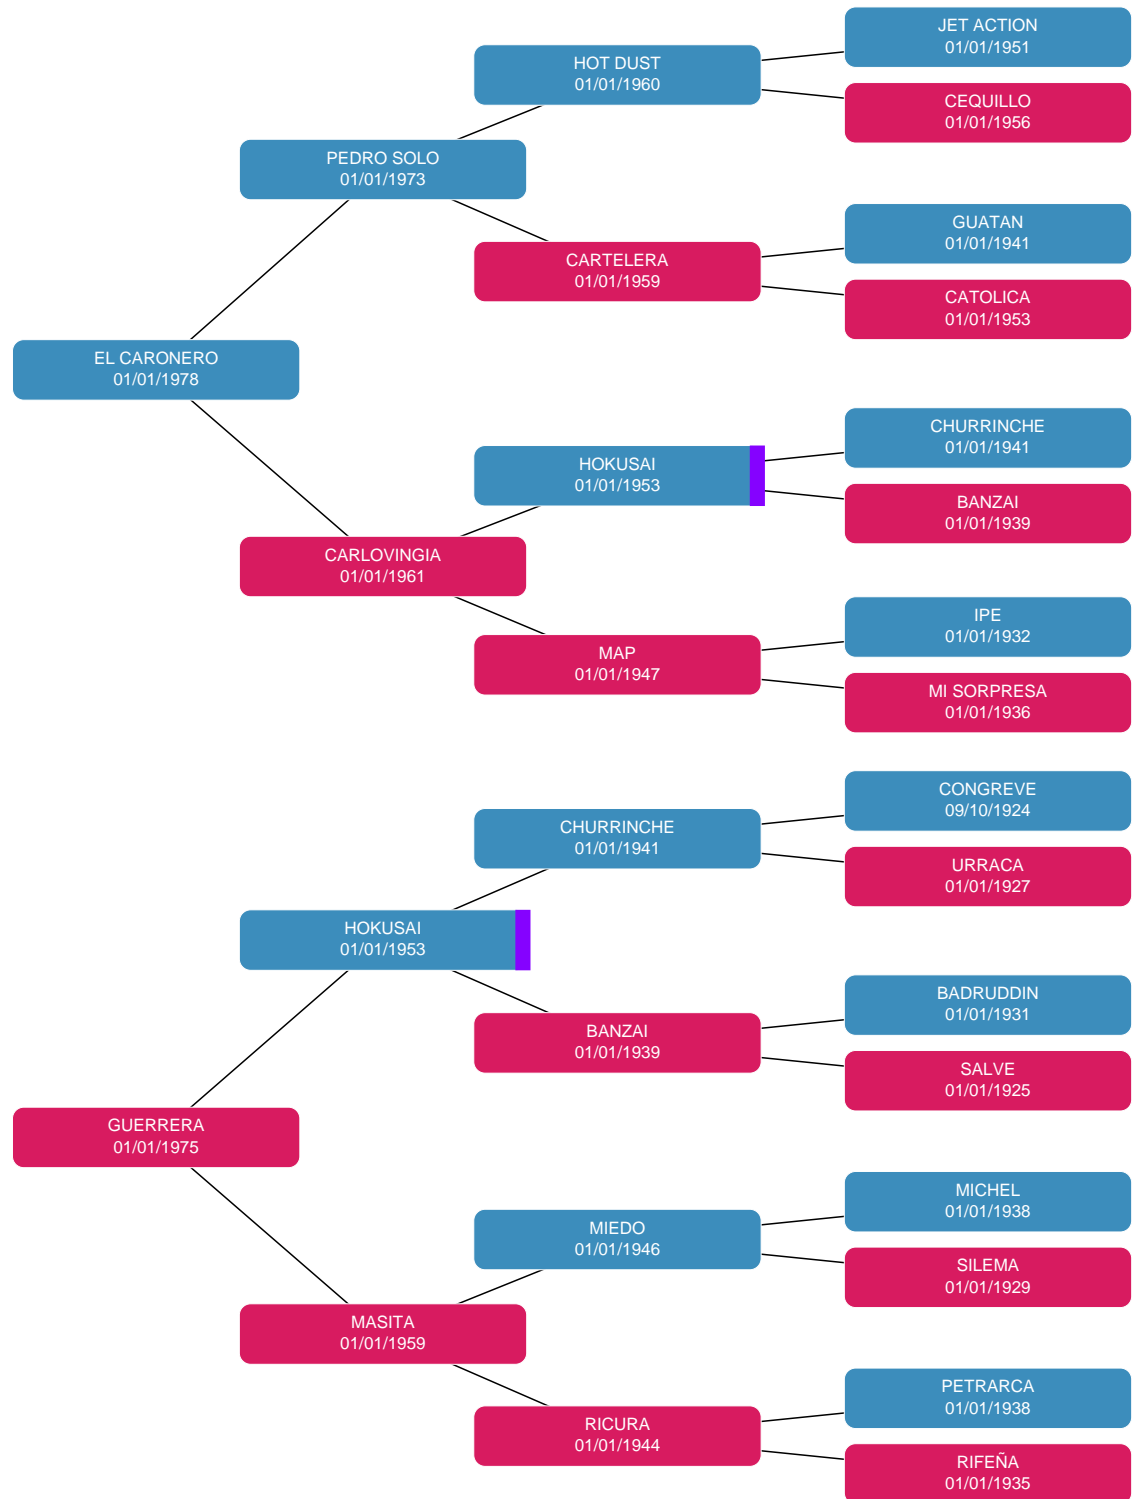 JET ACTION
01/01/1951
HOT DUST
01/01/1960
CEQUILLO
01/01/1956
PEDRO SOLO
01/01/1973
GUATAN
01/01/1941
CARTELERA
01/01/1959
CATOLICA
01/01/1953
EL CARONERO
01/01/1978
CHURRINCHE
01/01/1941
HOKUSAI
01/01/1953
BANZAI
01/01/1939
CARLOVINGIA
01/01/1961
IPE
01/01/1932
MAP
01/01/1947
MI SORPRESA
01/01/1936
CONGREVE
09/10/1924
CHURRINCHE
01/01/1941
URRACA
01/01/1927
HOKUSAI
01/01/1953
BADRUDDIN
01/01/1931
BANZAI
01/01/1939
SALVE
01/01/1925
GUERRERA
01/01/1975
MICHEL
01/01/1938
MIEDO
01/01/1946
SILEMA
01/01/1929
MASITA
01/01/1959
PETRARCA
01/01/1938
RICURA
01/01/1944
RIFEÑA
01/01/1935